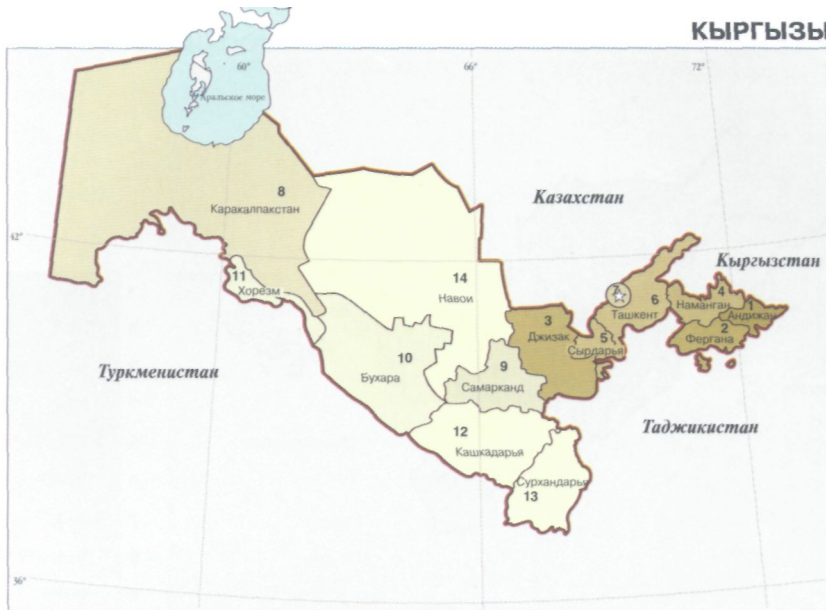 КЫРГЫЗЫ
60°
66°
72°
Аральское море
Казахстан
8
Каракалпакстан
42°
Кыргызстан
11
Хорезм
14
Навои
7
6
Ташкент
4
Наманган
1
Андижан
2
Фергана
3
Джизак
5
Сырдарья
10
Бухара
9
Самарканд
Туркменистан
Таджикистан
12
Кашкадарья
Сурхандарья
13
36°